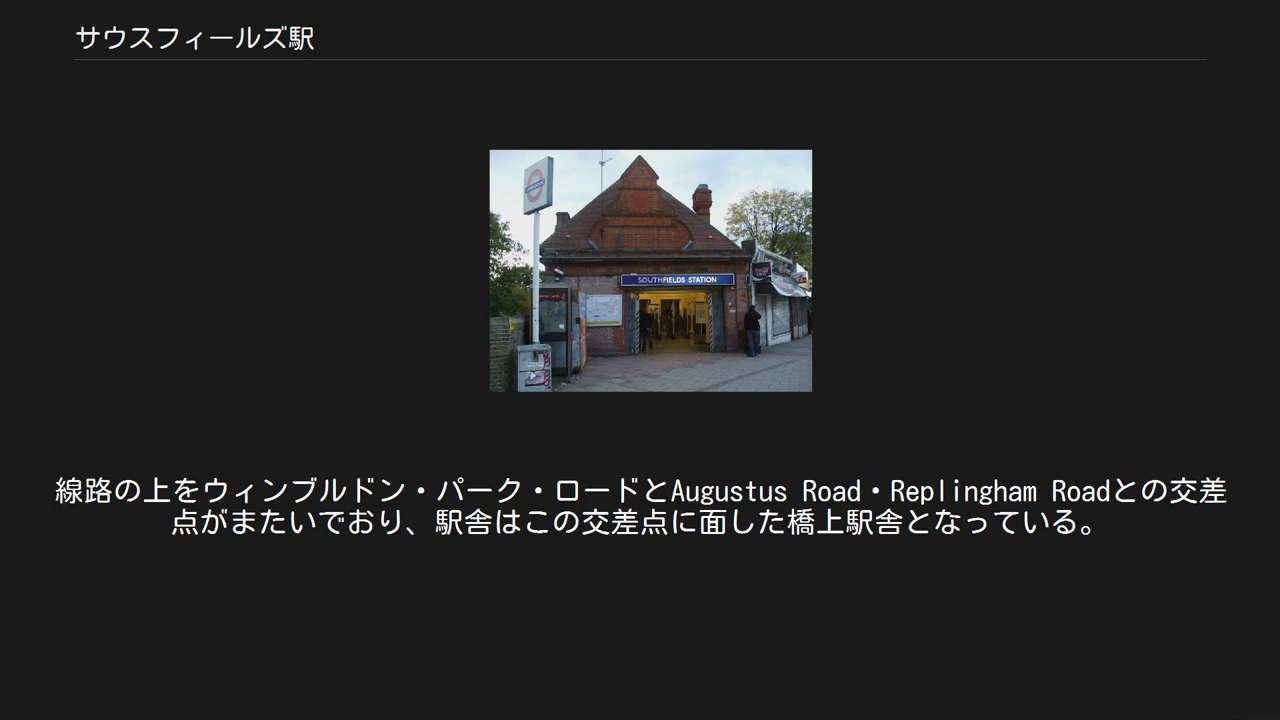 サウスフィールズ駅
SOUTHFIELDS STATION
線路の上をウィンブルドン・パーク・ロードとAugustus Road・Replingham Roadとの交差
点がまたいでおり、駅舎はこの交差点に面した橋上駅舎となっている。